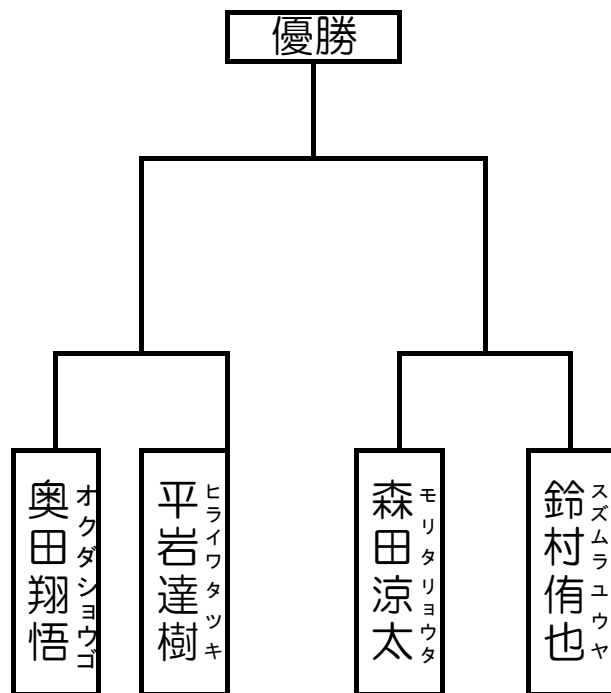 優勝
奥田翔悟
オクダショウゴ
平岩達樹
ヒライワタツキ
森田涼太
モリタリョウタ
鈴村侑也
スズムラユウヤ